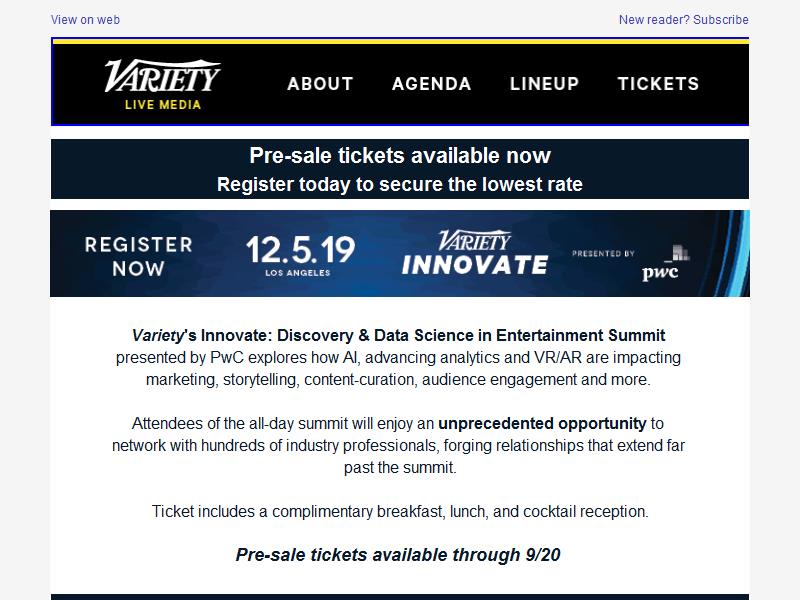 View on web
New reader? Subscribe
VARIETY
LIVE MEDIA
ABOUT AGENDA LINEUP TICKETS
Pre-sale tickets available now
Register today to secure the lowest rate
REGISTER
NOW
12.5.19
LOS ANGELES
VARIETY
INNOVATE
PRESENTED BY
pwc
Variety's Innovate: Discovery & Data Science in Entertainment Summit
presented by PwC explores how AI, advancing analytics and VR/AR are impacting
marketing, storytelling, content-curation, audience engagement and more.
Attendees of the all-day summit will enjoy an unprecedented opportunity to
network with hundreds of industry professionals, forging relationships that extend far
past the summit.
Ticket includes a complimentary breakfast, lunch, and cocktail reception.
Pre-sale tickets available through 9/20